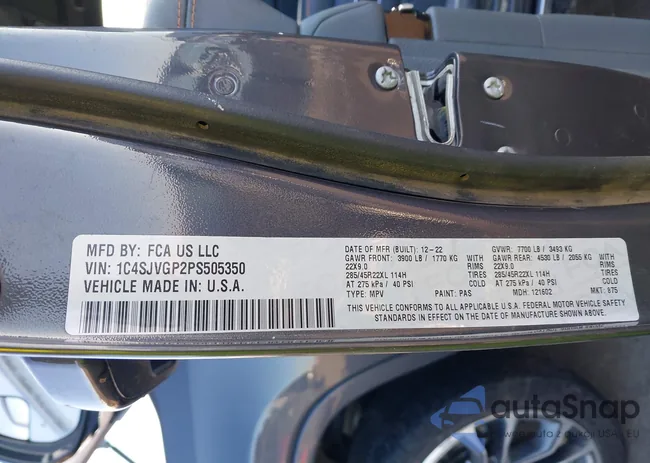 MFD BY: FCA US LLC
VIN: 1C4SJVGP2PS505350
VEHICLE MADE IN: U.S.A.
DATE OF MFR (BUILT): 12-22
GAWR FRONT: 3900 LB / 1770 KG WITH
22X9.0 RIMS
285/45R22XL 114H TIRES
AT 275 kPa / 40 PSI COLD
TYPE: MPV PAINT: PAS
GVWR: 7700 LB / 3493 KG
GAWR REAR: 4530 LB / 2055 KG WITH
22X9.0 RIMS
285/45R22XL 114H TIRES
AT 275 kPa / 40 PSI COLD
MDH: 121602 MKT: 875
THIS VEHICLE CONFORMS TO ALL APPLICABLE U.S.A. FEDERAL MOTOR VEHICLE SAFETY
STANDARDS IN EFFECT ON THE DATE OF MANUFACTURE SHOWN ABOVE.
autaSnap